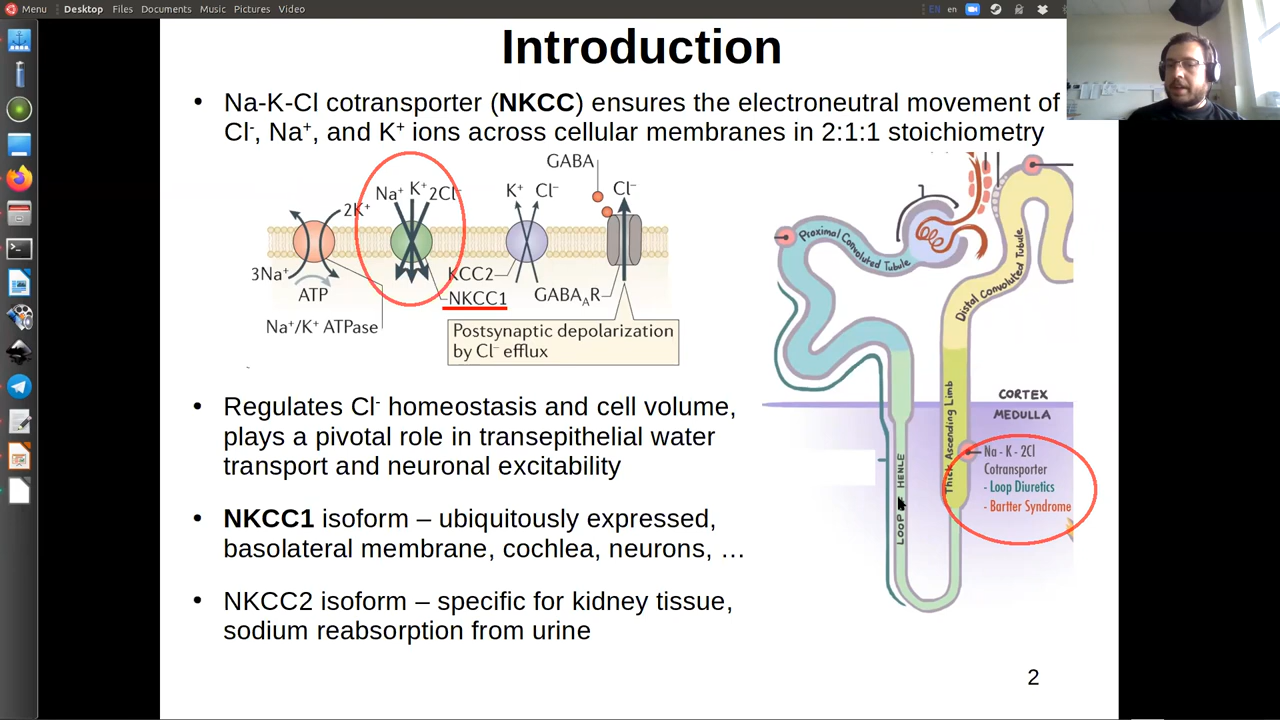 Menu Desktop Files Documents Music Pictures Video EN en
Introduction
• Na-K-Cl cotransporter (NKCC) ensures the electroneutral movement of
Cl⁻, Na⁺, and K⁺ ions across cellular membranes in 2:1:1 stoichiometry
GABA
Na⁺ K⁺ 2Cl⁻
K⁺ Cl⁻
Cl⁻
2K⁺
3Na⁺
ATP
KCC2
NKCC1
GABA_AR
Na⁺/K⁺ ATPase
Postsynaptic depolarization
by Cl⁻ efflux
Proximal Convoluted Tubule
Distal Convoluted Tubule
CORTEX
MEDULLA
Thick Ascending Limb
LOOP OF HENLE
Na - K - 2Cl
Cotransporter
- Loop Diuretics
- Bartter Syndrome
• Regulates Cl⁻ homeostasis and cell volume,
plays a pivotal role in transepithelial water
transport and neuronal excitability
• NKCC1 isoform – ubiquitously expressed,
basolateral membrane, cochlea, neurons, …
• NKCC2 isoform – specific for kidney tissue,
sodium reabsorption from urine
2